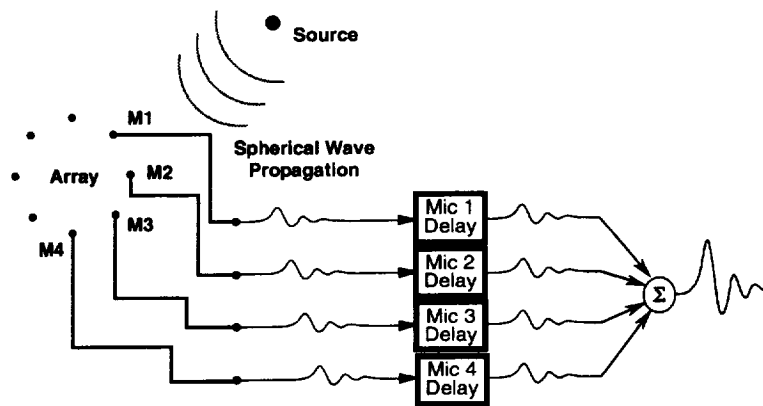 Source
M1
Spherical Wave
Propagation
Array
M2
M3
M4
Mic 1
Delay
Mic 2
Delay
Mic 3
Delay
Mic 4
Delay
Σ